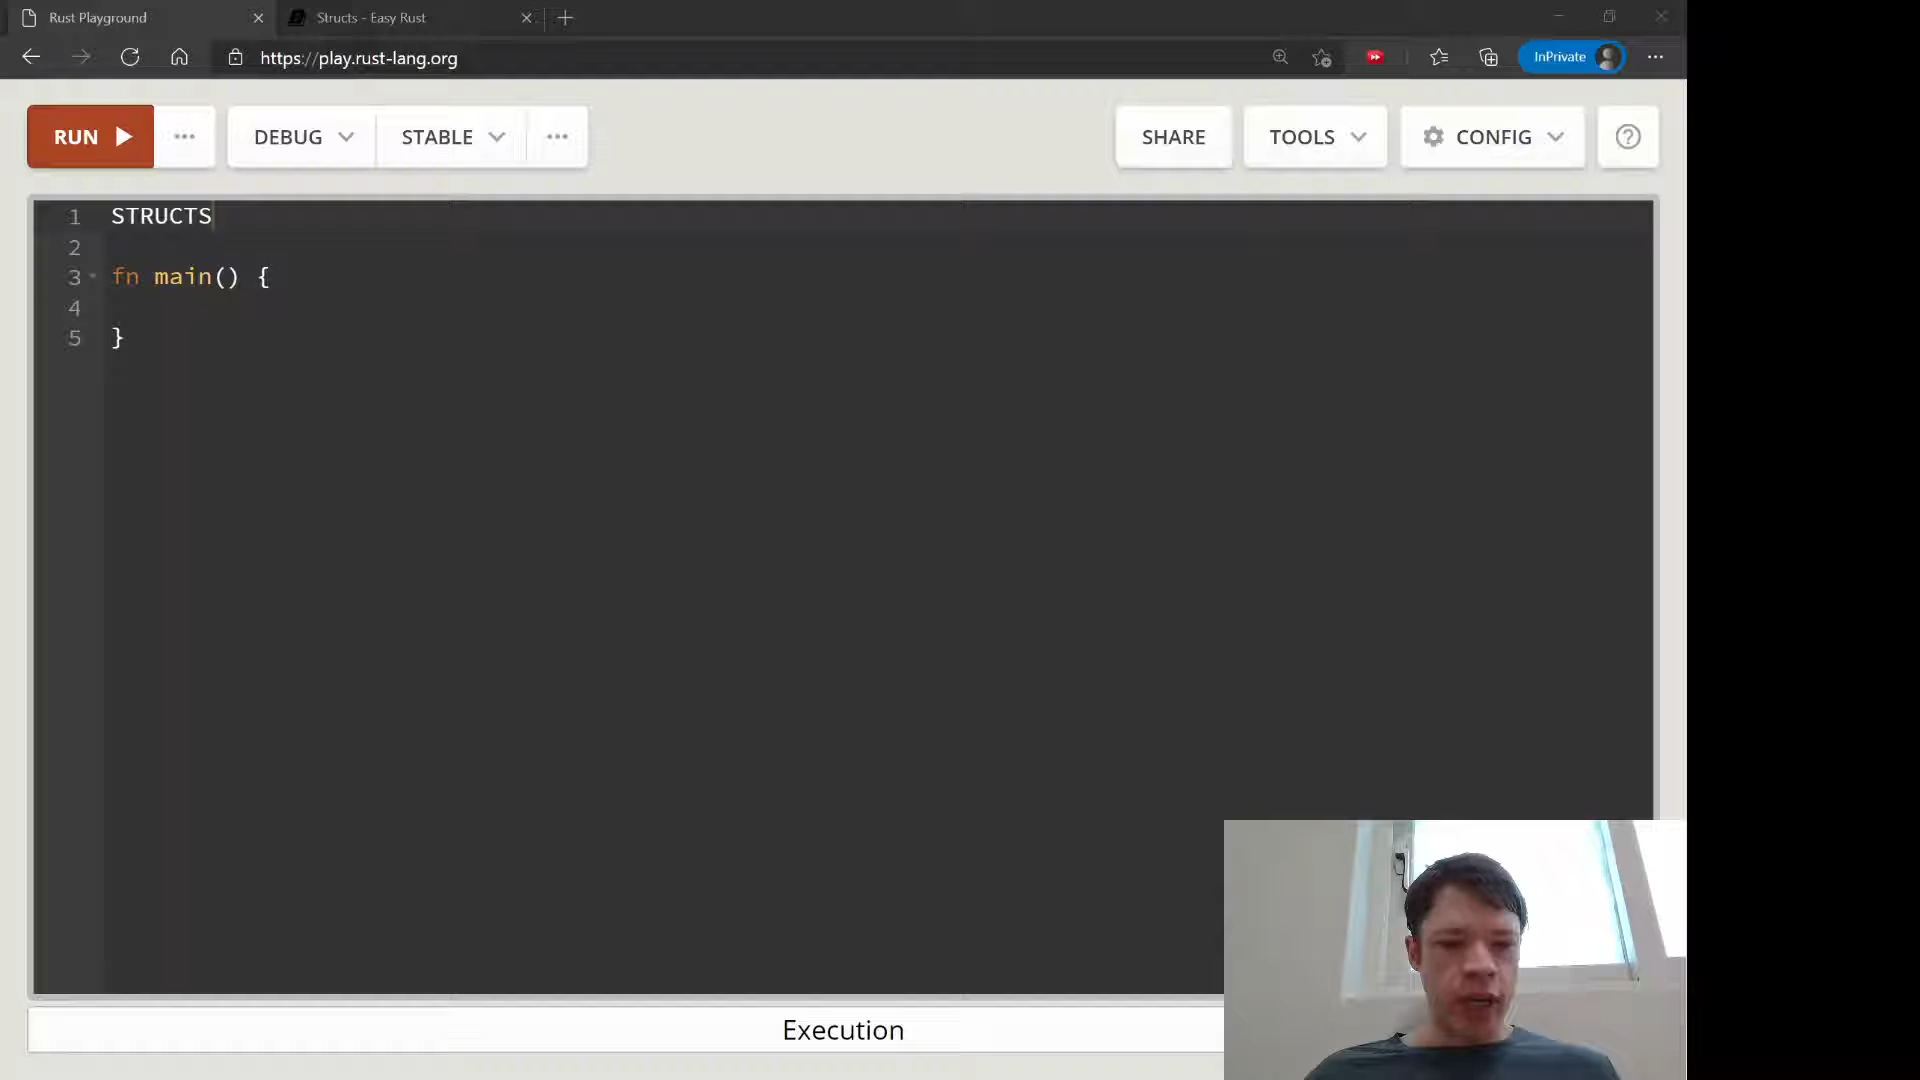 Rust Playground
Structs - Easy Rust
https://play.rust-lang.org
InPrivate
RUN
DEBUG
STABLE
SHARE
TOOLS
CONFIG
1 STRUCTS
2
3 fn main() {
4
5 }
Execution